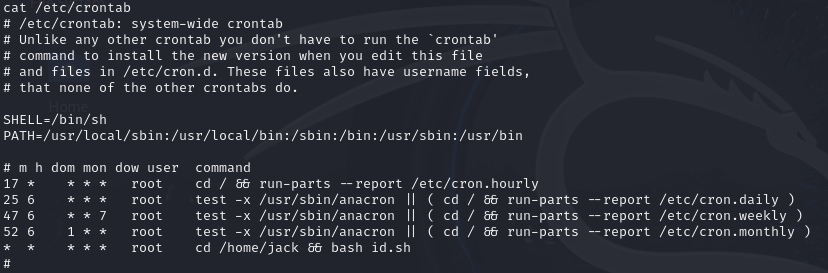 cat /etc/crontab
# /etc/crontab: system-wide crontab
# Unlike any other crontab you don't have to run the `crontab'
# command to install the new version when you edit this file
# and files in /etc/cron.d. These files also have username fields,
# that none of the other crontabs do.
Home
SHELL=/bin/sh
PATH=/usr/local/sbin:/usr/local/bin:/sbin:/bin:/usr/sbin:/usr/bin
# m h dom mon dow user  command
17 *    * * *   root    cd / && run-parts --report /etc/cron.hourly
25 6    * * *   root    test -x /usr/sbin/anacron || ( cd / && run-parts --report /etc/cron.daily )
47 6    * * 7   root    test -x /usr/sbin/anacron || ( cd / && run-parts --report /etc/cron.weekly )
52 6    1 * *   root    test -x /usr/sbin/anacron || ( cd / && run-parts --report /etc/cron.monthly )
*  *    * * *   root    cd /home/jack && bash id.sh
#